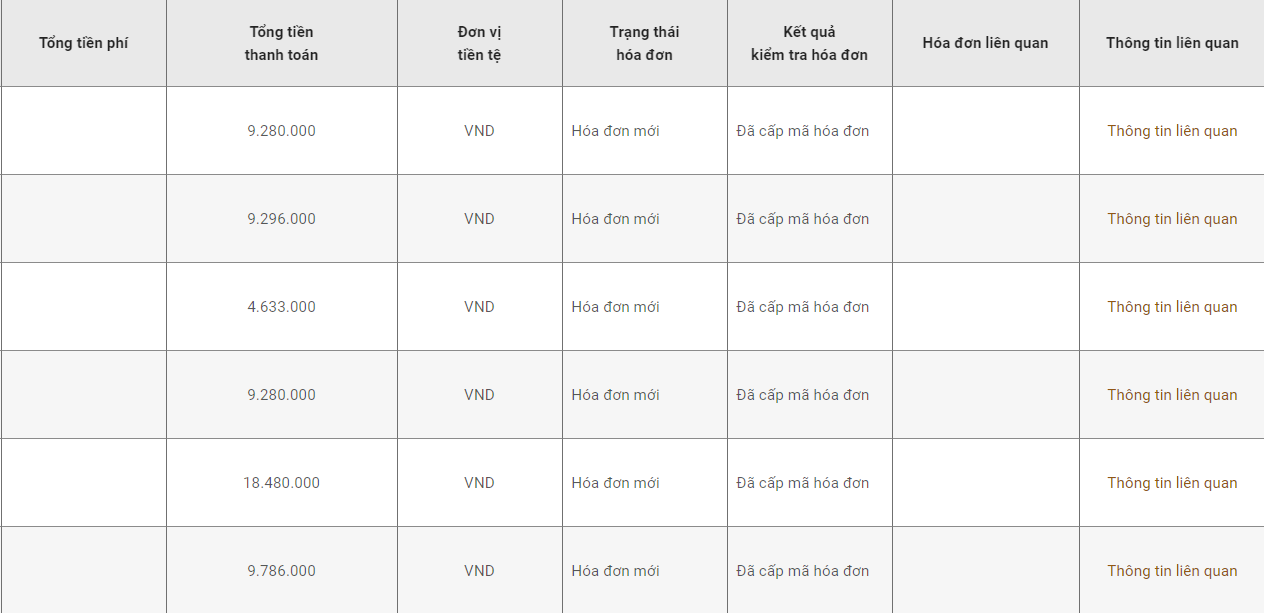 Tổng tiền phí
Tổng tiền
thanh toán
Đơn vị
tiền tệ
Trạng thái
hóa đơn
Kết quả
kiểm tra hóa đơn
Hóa đơn liên quan
Thông tin liên quan
9.280.000 VND Hóa đơn mới Đã cấp mã hóa đơn Thông tin liên quan
9.296.000 VND Hóa đơn mới Đã cấp mã hóa đơn Thông tin liên quan
4.633.000 VND Hóa đơn mới Đã cấp mã hóa đơn Thông tin liên quan
9.280.000 VND Hóa đơn mới Đã cấp mã hóa đơn Thông tin liên quan
18.480.000 VND Hóa đơn mới Đã cấp mã hóa đơn Thông tin liên quan
9.786.000 VND Hóa đơn mới Đã cấp mã hóa đơn Thông tin liên quan